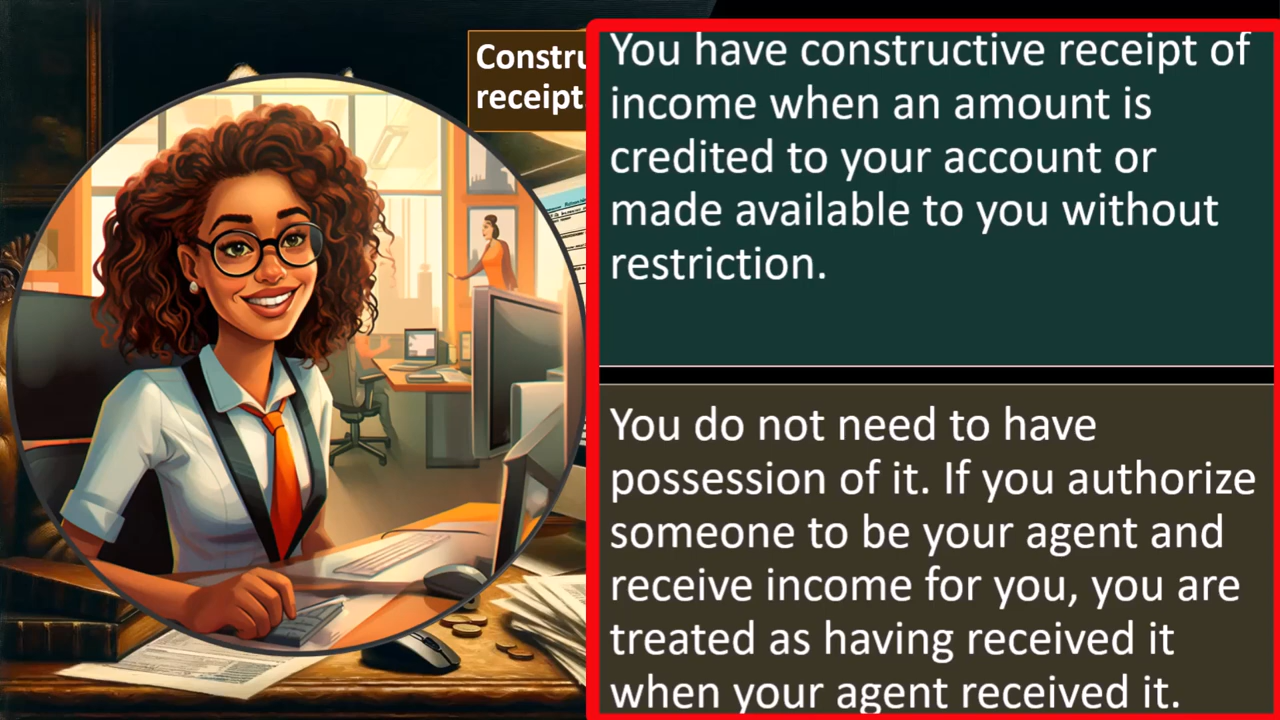 Constru
receipt
You have constructive receipt of
income when an amount is
credited to your account or
made available to you without
restriction.
You do not need to have
possession of it. If you authorize
someone to be your agent and
receive income for you, you are
treated as having received it
when your agent received it.